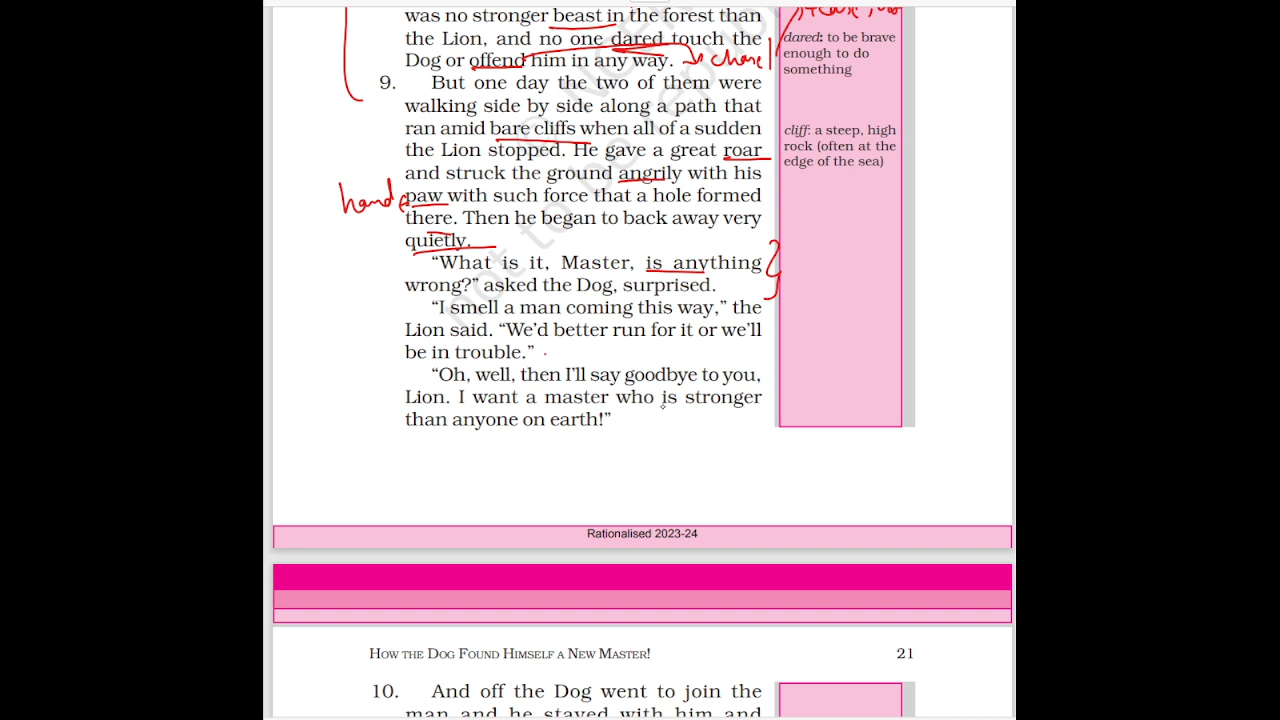 was no stronger beast in the forest than
the Lion, and no one dared touch the
Dog or offend him in any way.
dared: to be brave
enough to do
something
9. But one day the two of them were
walking side by side along a path that
ran amid bare cliffs when all of a sudden
the Lion stopped. He gave a great roar
and struck the ground angrily with his
paw with such force that a hole formed
there. Then he began to back away very
quietly.
cliff: a steep, high
rock (often at the
edge of the sea)
“What is it, Master, is anything
wrong?” asked the Dog, surprised.
“I smell a man coming this way,” the
Lion said. “We’d better run for it or we’ll
be in trouble.”
“Oh, well, then I’ll say goodbye to you,
Lion. I want a master who is stronger
than anyone on earth!”
Rationalised 2023-24
HOW THE DOG FOUND HIMSELF A NEW MASTER! 21
10. And off the Dog went to join the
man and he stayed with him and